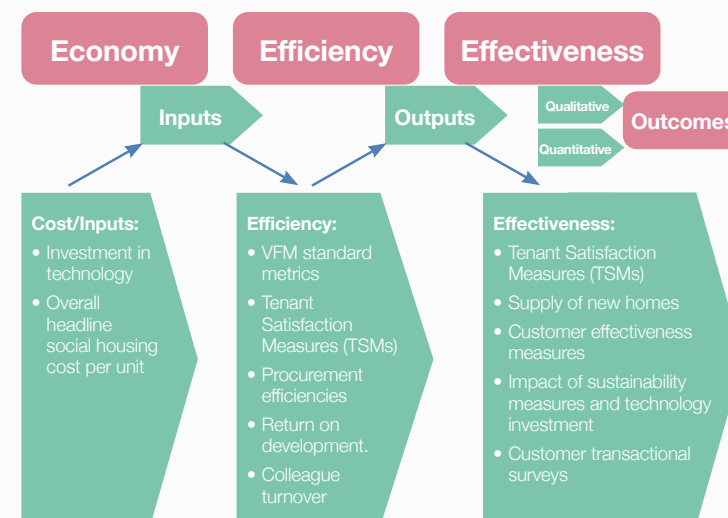 Economy
Efficiency
Effectiveness
Inputs
Outputs
Qualitative
Quantitative
Outcomes
Cost/Inputs:
• Investment in
technology
• Overall
headline
social housing
cost per unit
Efficiency:
• VFM standard
metrics
• Tenant
Satisfaction
Measures (TSMs)
• Procurement
efficiencies
• Return on
development.
• Colleague
turnover
Effectiveness:
• Tenant Satisfaction
Measures (TSMs)
• Supply of new homes
• Customer effectiveness
measures
• Impact of sustainability
measures and technology
investment
• Customer transactional
surveys